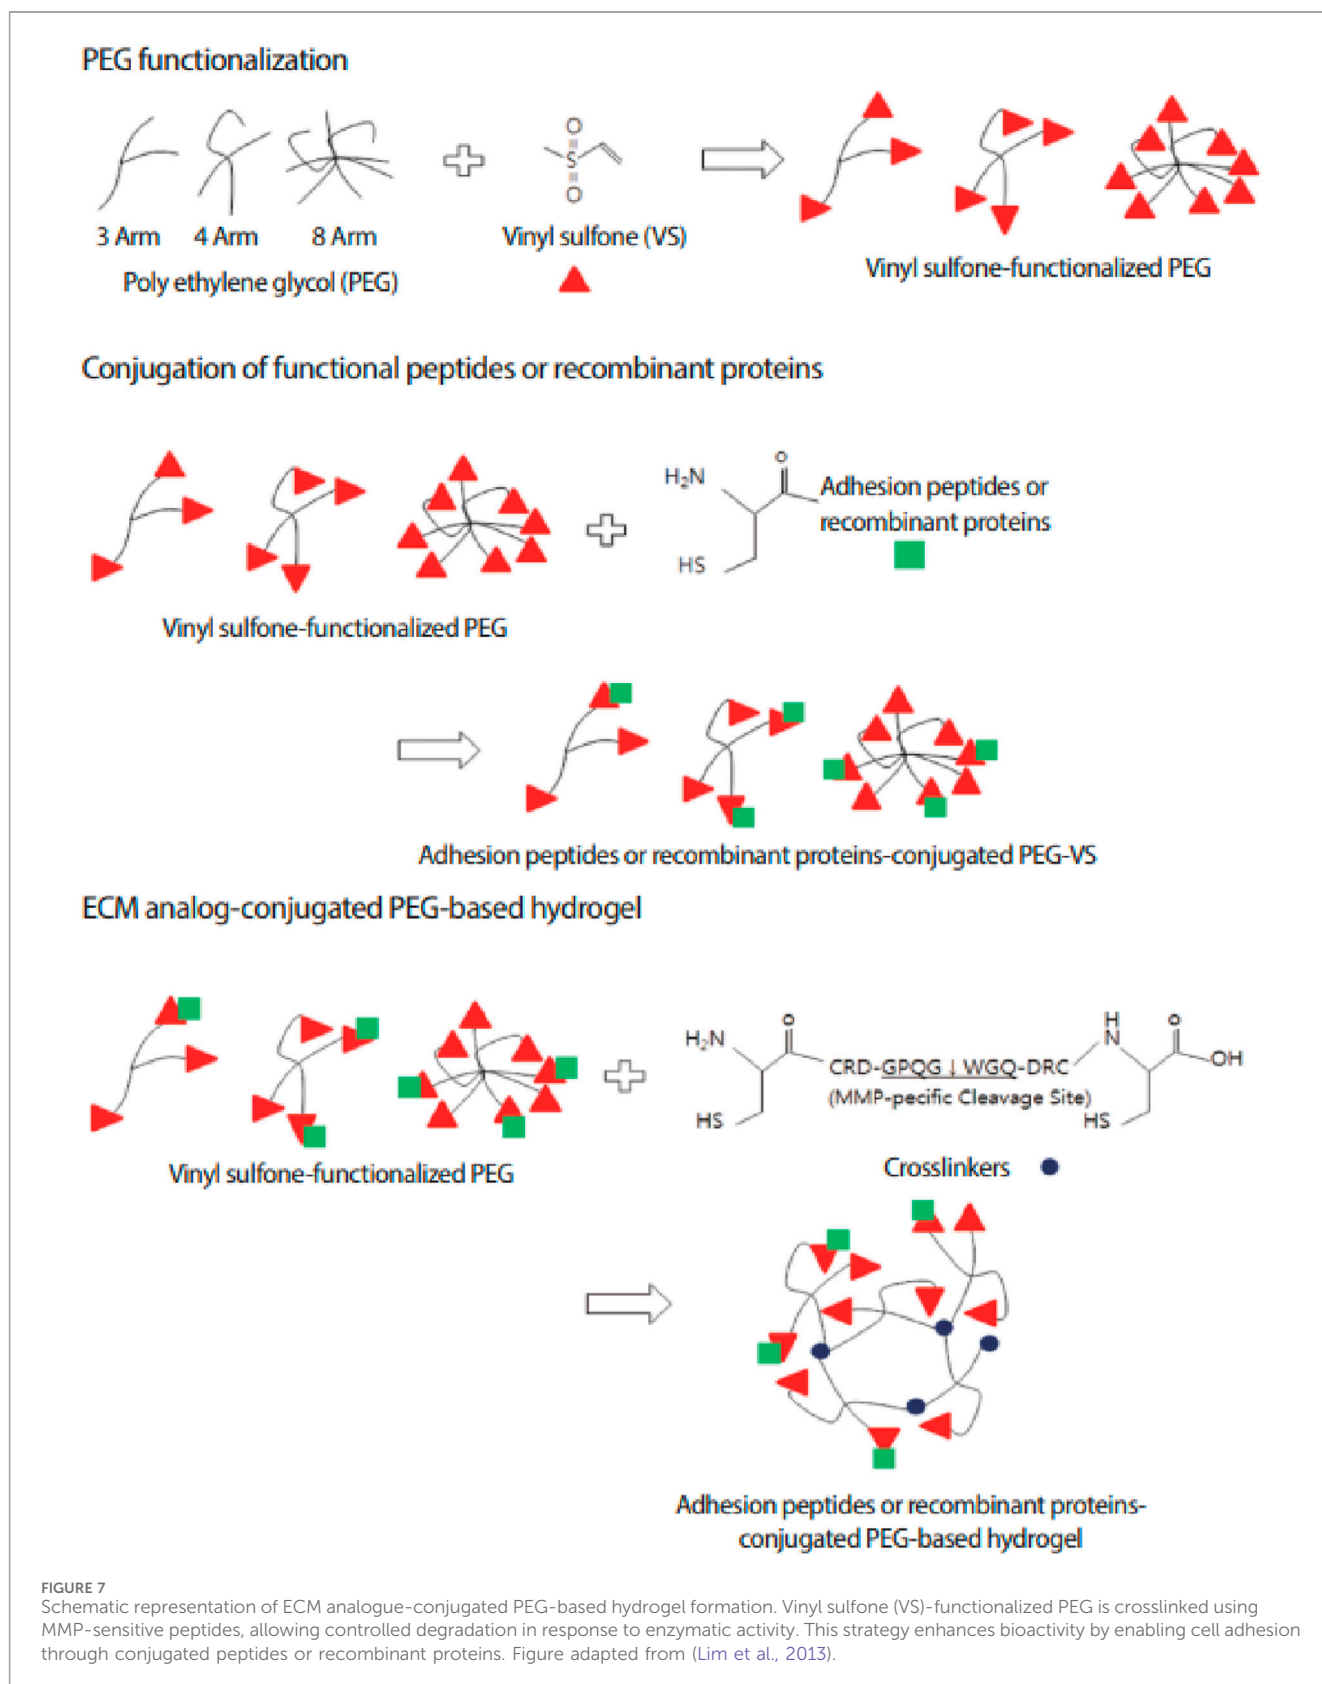 PEG functionalization
O
S
O
3 Arm 4 Arm 8 Arm Vinyl sulfone (VS)
Poly ethylene glycol (PEG)
Vinyl sulfone-functionalized PEG
Conjugation of functional peptides or recombinant proteins
H₂N
O
HS
Adhesion peptides or
recombinant proteins
Vinyl sulfone-functionalized PEG
Adhesion peptides or recombinant proteins-conjugated PEG-VS
ECM analog-conjugated PEG-based hydrogel
H₂N
O
H
N
O
OH
CRD-GPQG ↓ WGQ-DRC
(MMP-pecific Cleavage Site)
HS
HS
Vinyl sulfone-functionalized PEG
Crosslinkers
Adhesion peptides or recombinant proteins-
conjugated PEG-based hydrogel
FIGURE 7
Schematic representation of ECM analogue-conjugated PEG-based hydrogel formation. Vinyl sulfone (VS)-functionalized PEG is crosslinked using
MMP-sensitive peptides, allowing controlled degradation in response to enzymatic activity. This strategy enhances bioactivity by enabling cell adhesion
through conjugated peptides or recombinant proteins. Figure adapted from (Lim et al., 2013).